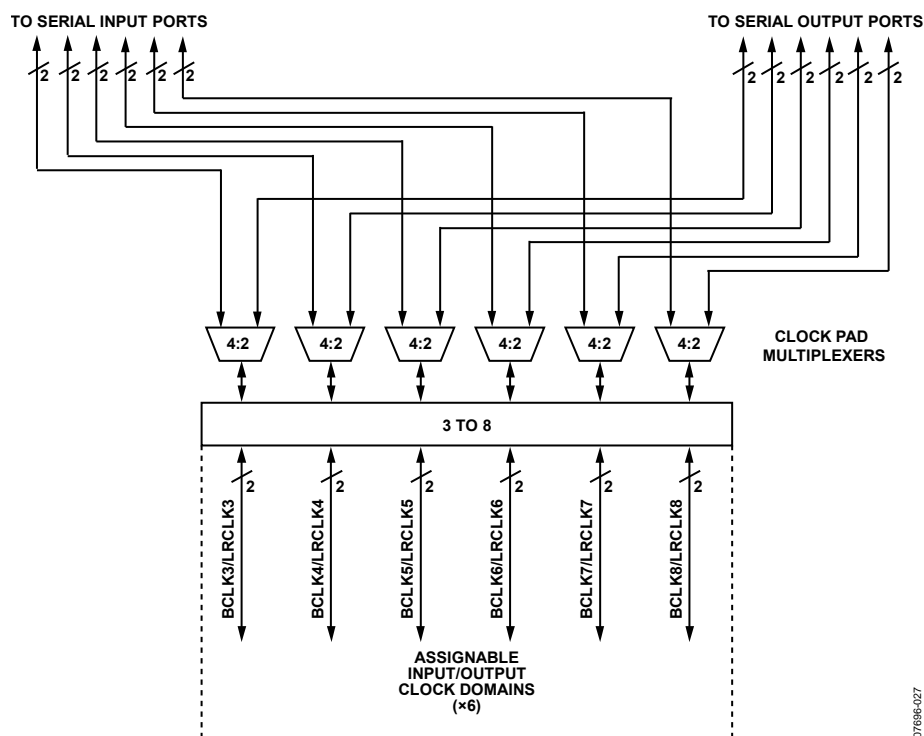 TO SERIAL INPUT PORTS
TO SERIAL OUTPUT PORTS
2 2 2 2 2 2
2 2 2 2 2 2
4:2 4:2 4:2 4:2 4:2 4:2
CLOCK PAD
MULTIPLEXERS
3 TO 8
2 2 2 2 2 2
BCLK3/LRCLK3
BCLK4/LRCLK4
BCLK5/LRCLK5
BCLK6/LRCLK6
BCLK7/LRCLK7
BCLK8/LRCLK8
ASSIGNABLE
INPUT/OUTPUT
CLOCK DOMAINS
(×6)
07696-027